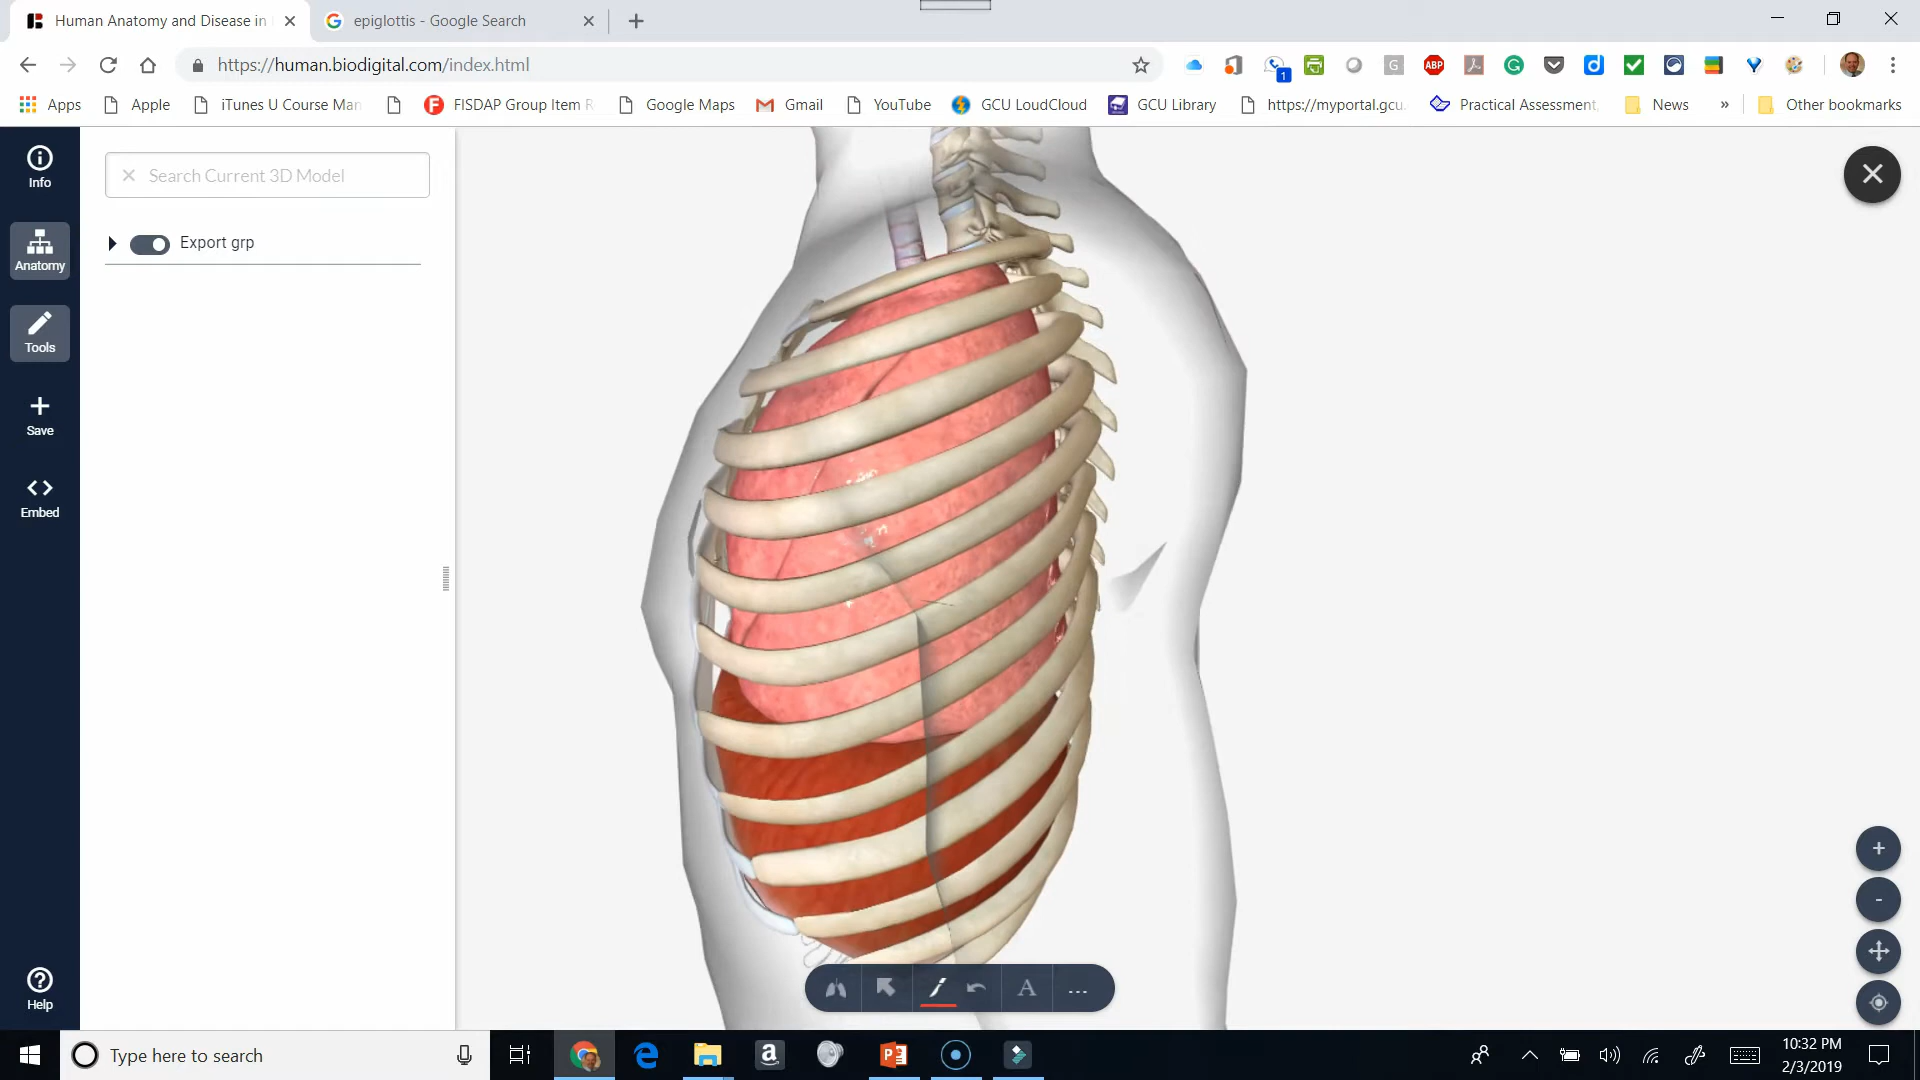 Human Anatomy and Disease in
epiglottis - Google Search
https://human.biodigital.com/index.html
ABP
G
1
Apps
Apple
iTunes U Course Man
FISDAP Group Item R
Google Maps
Gmail
YouTube
GCU LoudCloud
GCU Library
https://myportal.gcu.
Practical Assessment,
News
»
Other bookmarks
Info
Search Current 3D Model
Anatomy
Export grp
Tools
Save
Embed
Help
A
...
+
-
Type here to search
10:32 PM
2/3/2019